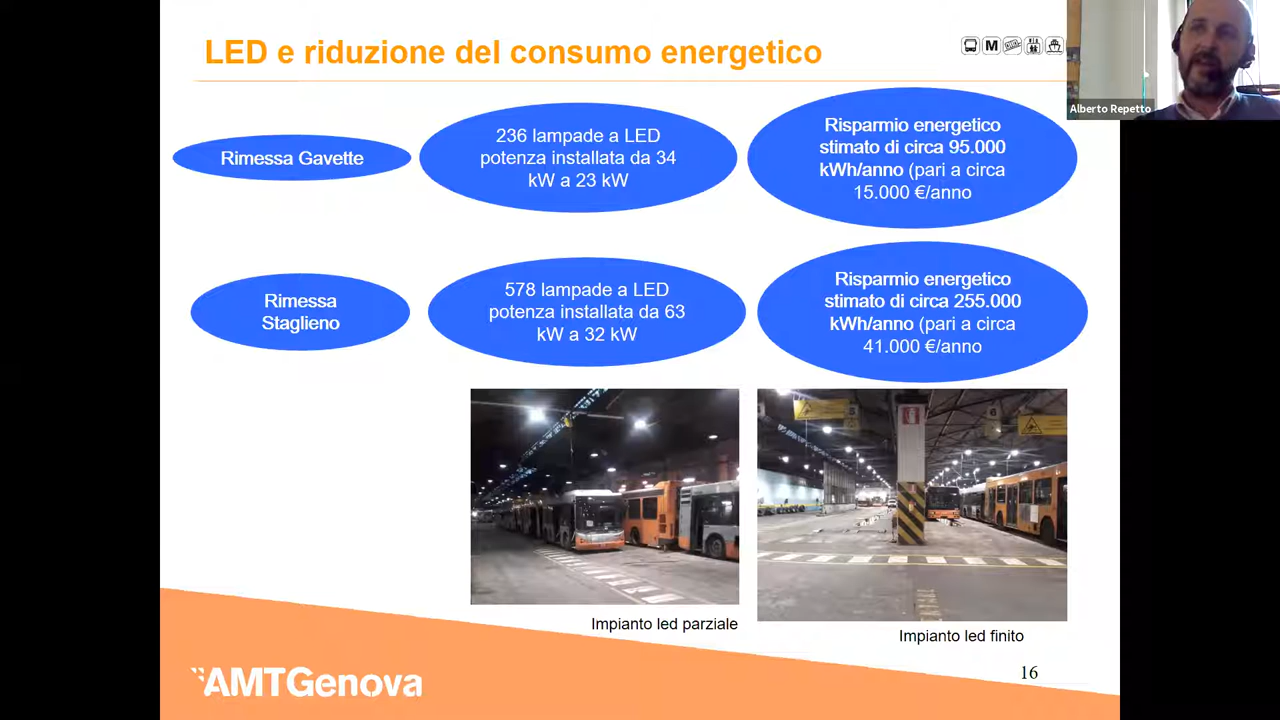 LED e riduzione del consumo energetico
M
Alberto Repetto
Rimessa Gavette
236 lampade a LED
potenza installata da 34
kW a 23 kW
Risparmio energetico
stimato di circa 95.000
kWh/anno (pari a circa
15.000 €/anno
Rimessa
Staglieno
578 lampade a LED
potenza installata da 63
kW a 32 kW
Risparmio energetico
stimato di circa 255.000
kWh/anno (pari a circa
41.000 €/anno
Impianto led parziale
Impianto led finito
16
AMTGenova